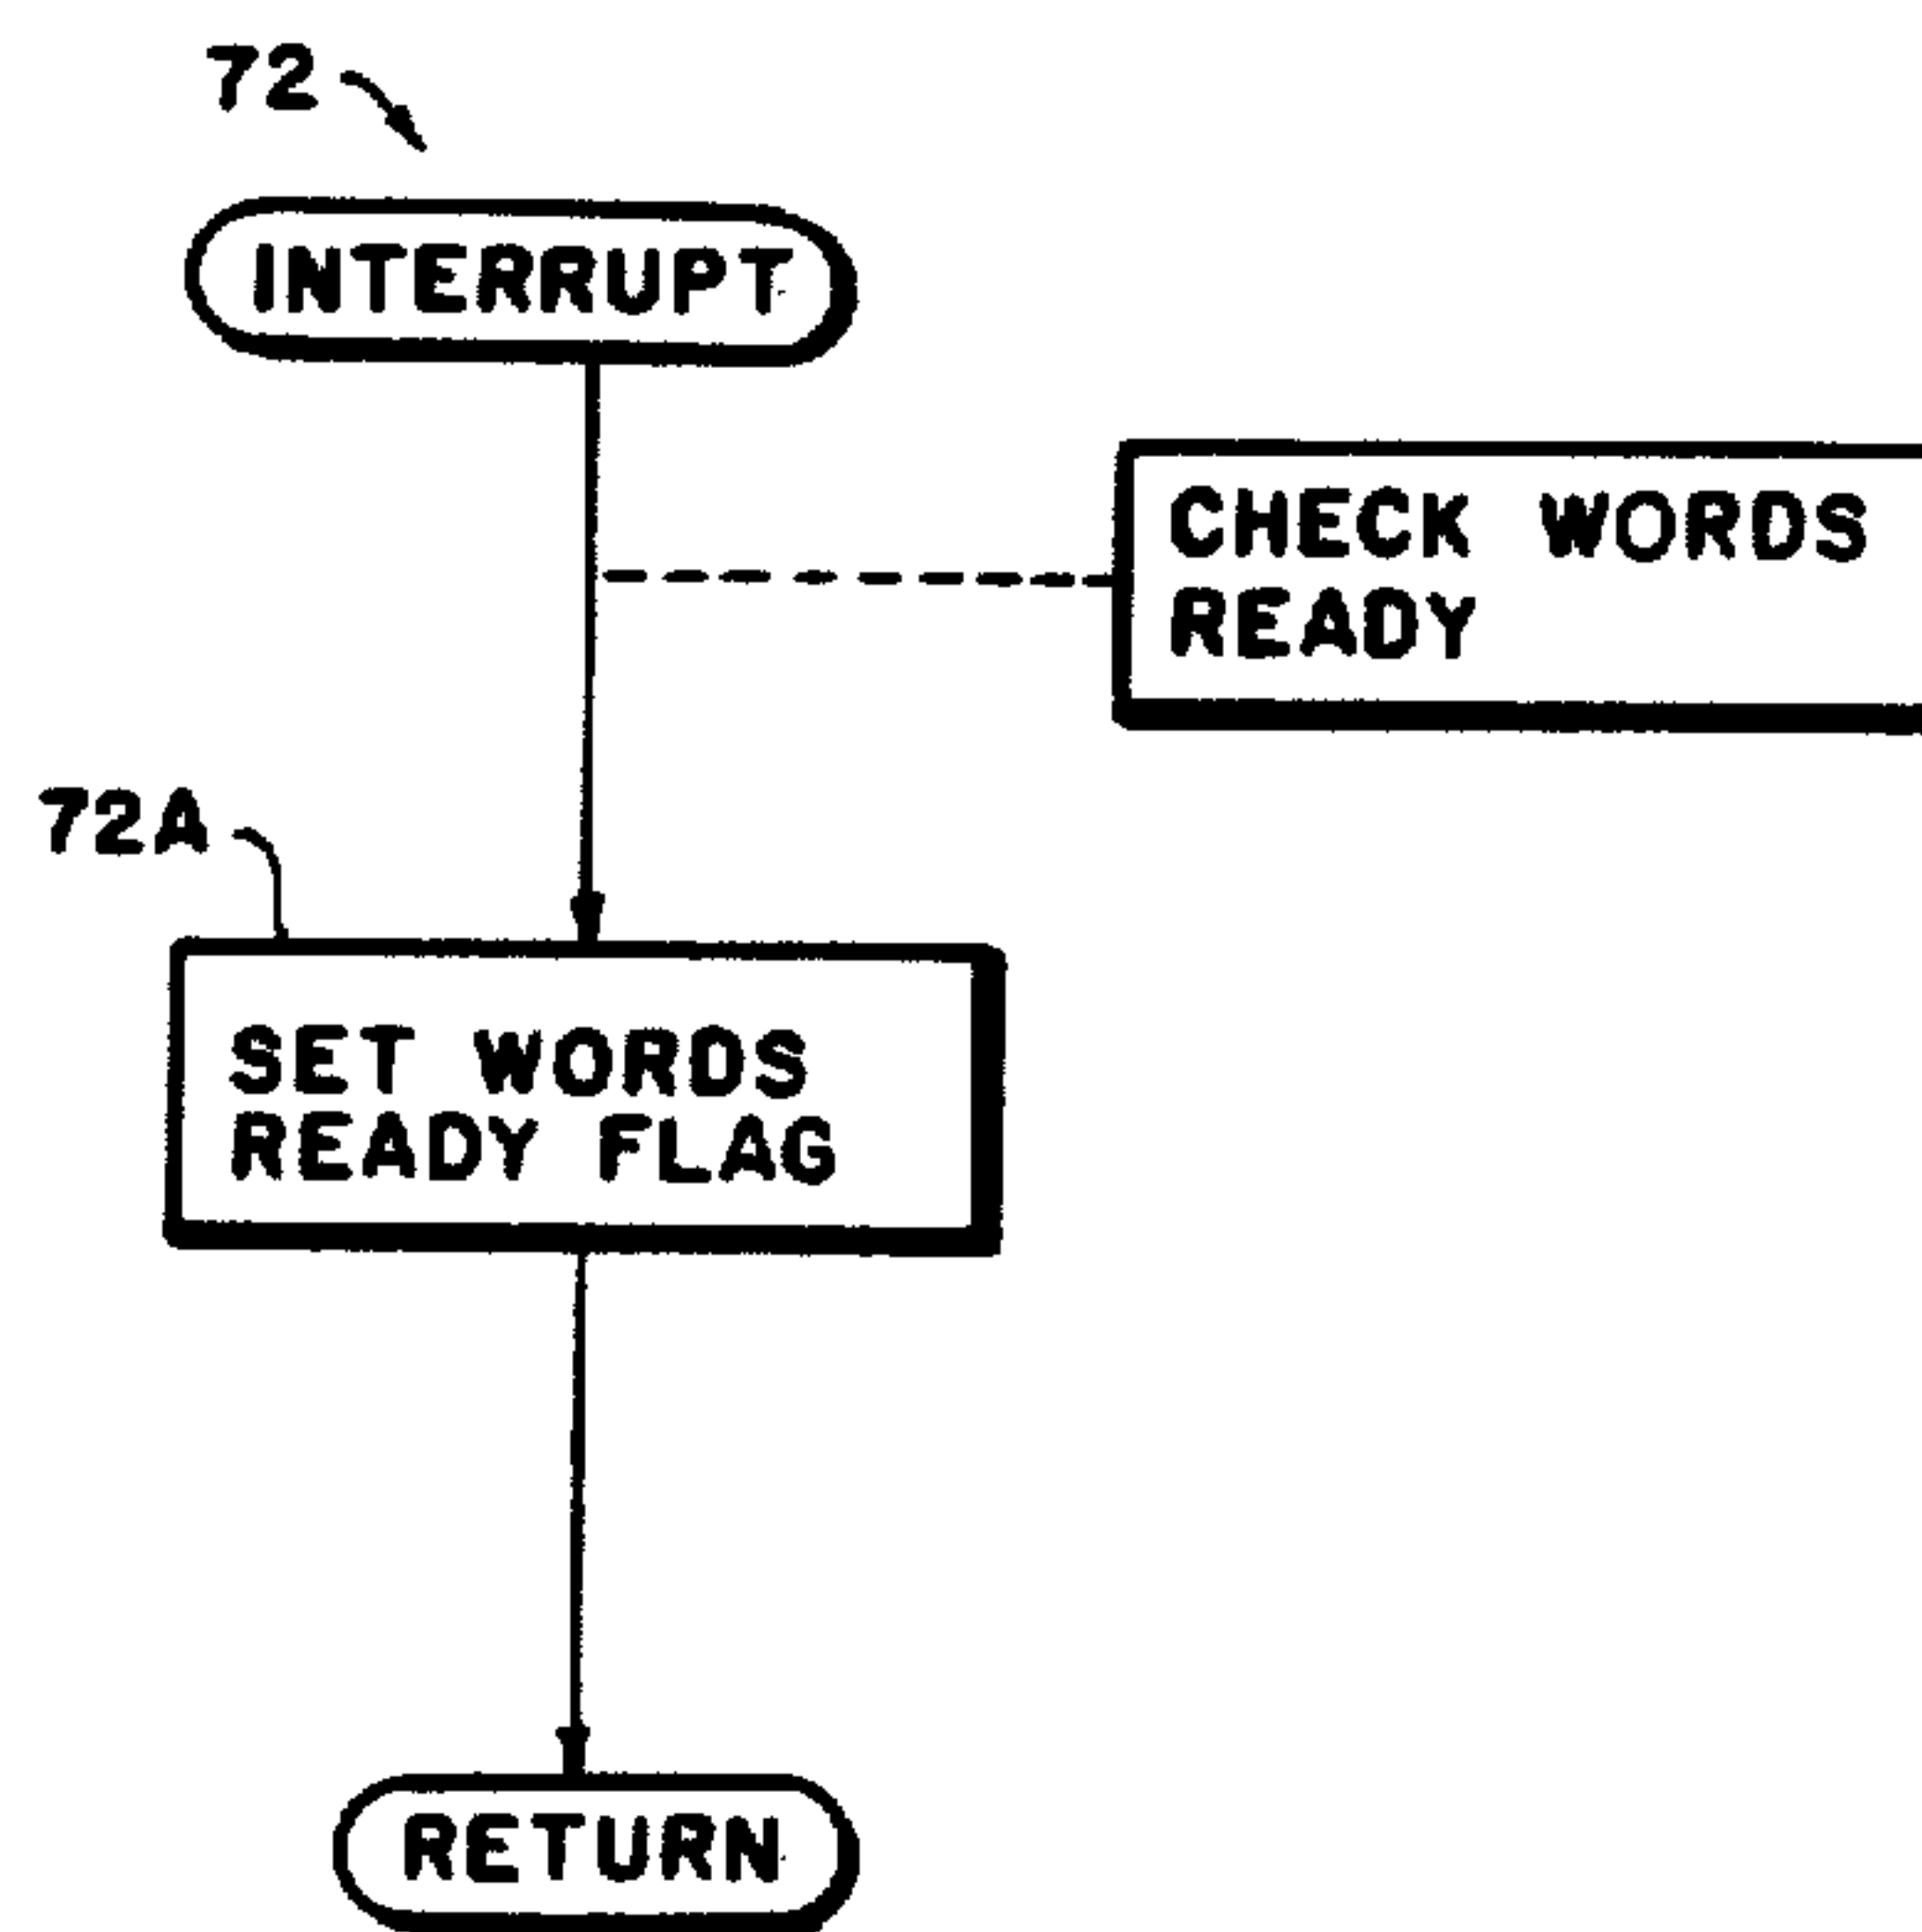 72
INTERRUPT
CHECK WORDS
READY
72A
SET WORDS
READY FLAG
RETURN